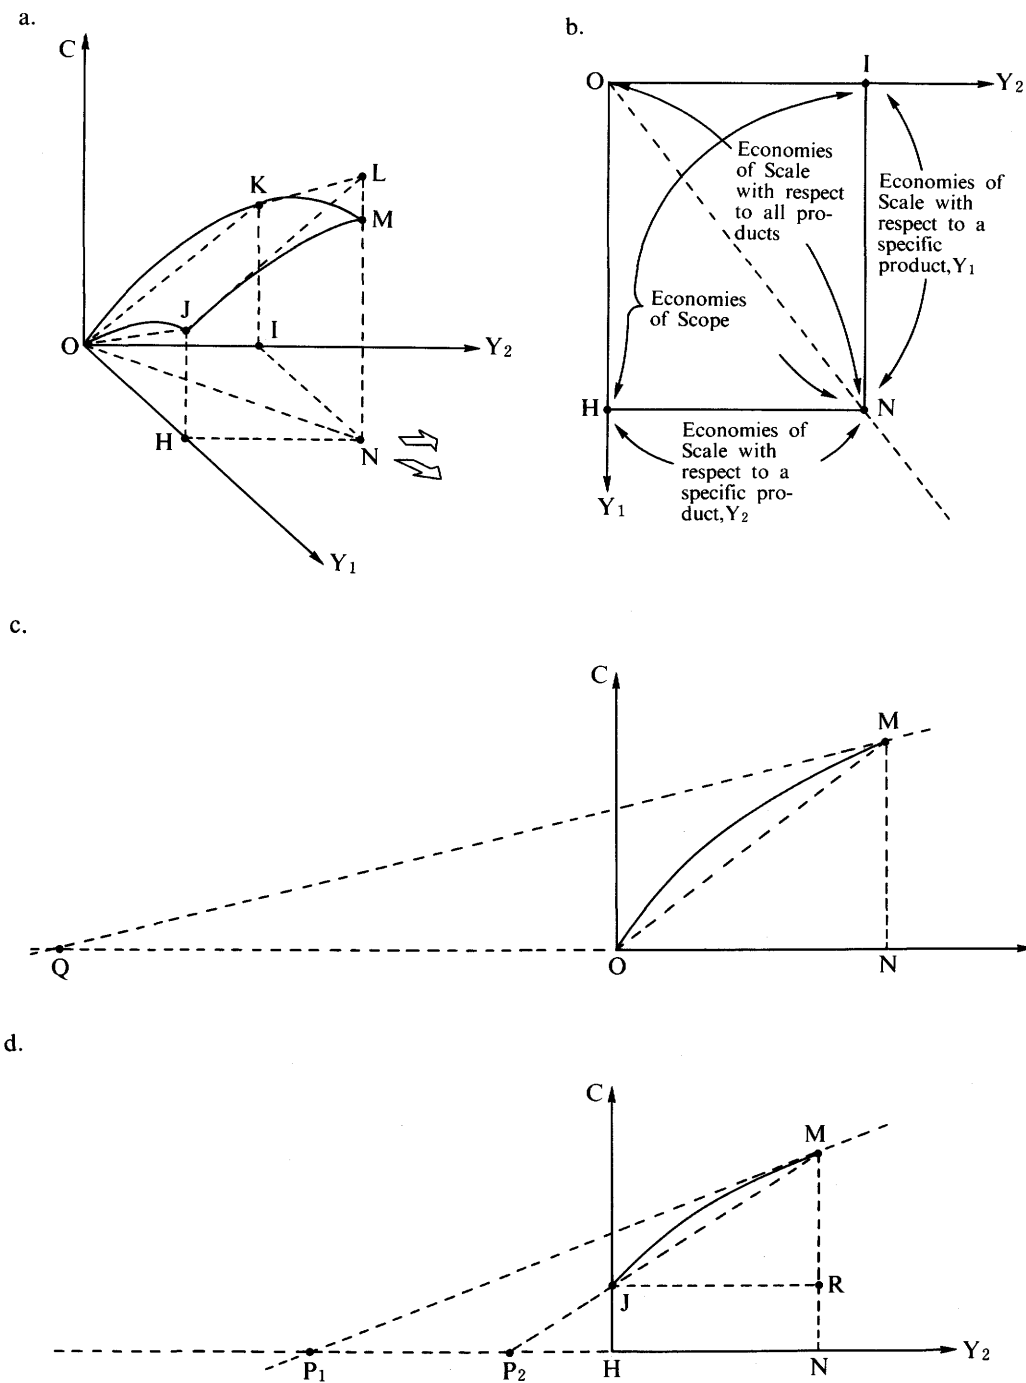 a.
C
K
L
M
J
I
O
Y₂
H
N
Y₁
b.
O
I
Y₂
Economies
of Scale
with respect
to all pro-
ducts
Economies of
Scale with
respect to a
specific
product, Y₁
Economies
of Scope
H
N
Economies of
Scale with
respect to a
specific pro-
duct, Y₂
Y₁
c.
C
M
Q
O
N
d.
C
M
J
R
P₁
P₂
H
N
Y₂